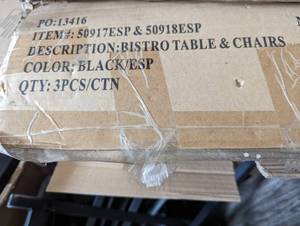 PO:13416
ITEM#: 50917ESP & 50918ESP
DESCRIPTION:BISTRO TABLE & CHAIRS
COLOR: BLACK/ESP
QTY: 3PCS/CTN